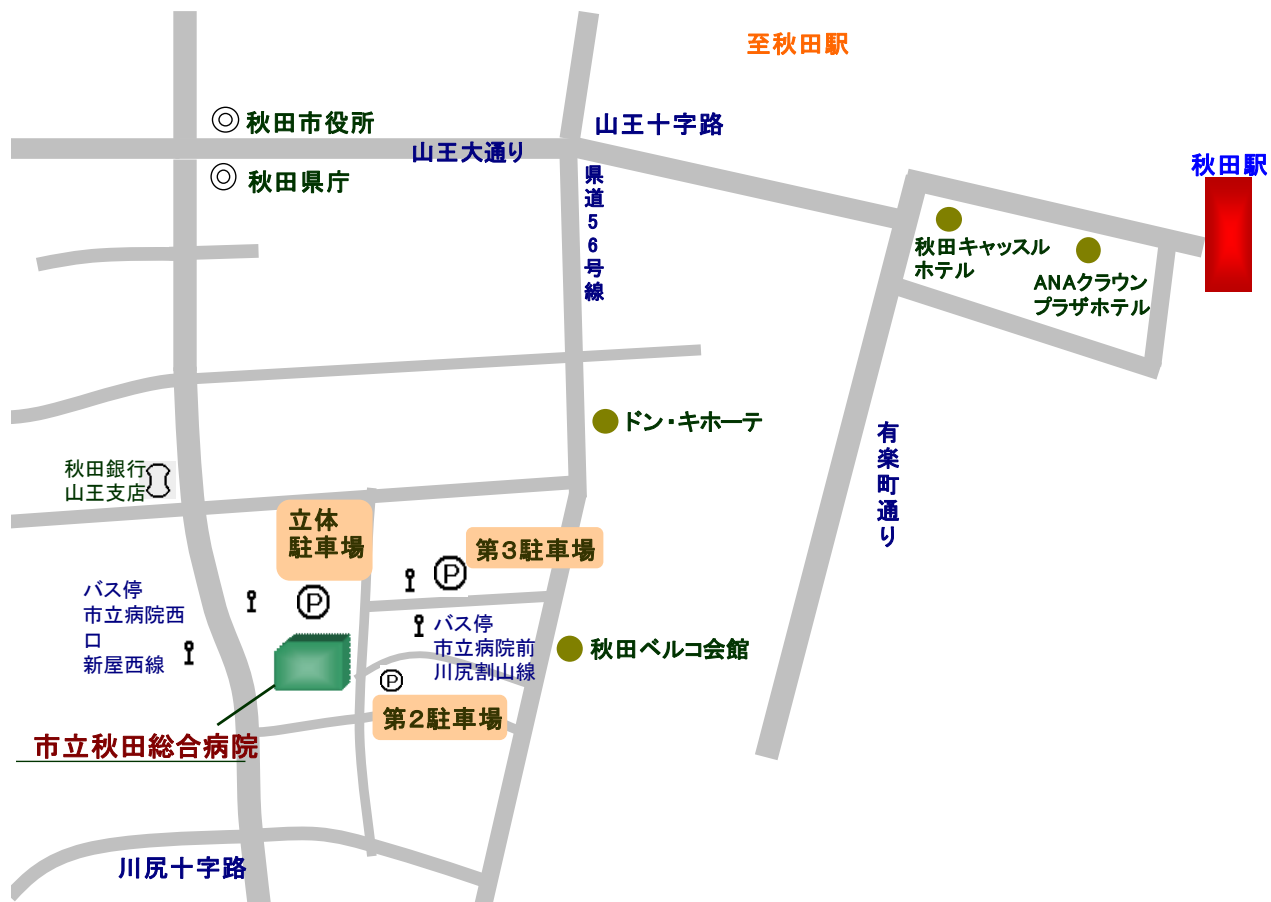 至秋田駅
秋田市役所
山王十字路
山王大通り
秋田駅
秋田県庁
県道56号線
秋田キャッスル
ホテル
ANAクラウン
プラザホテル
ドン・キホーテ
有楽町通り
秋田銀行
山王支店
立体
駐車場
P
第3駐車場
P
バス停
市立病院西
口
新屋西線
バス停
市立病院前
川尻割山線
秋田ベルコ会館
P
第2駐車場
市立秋田総合病院
川尻十字路